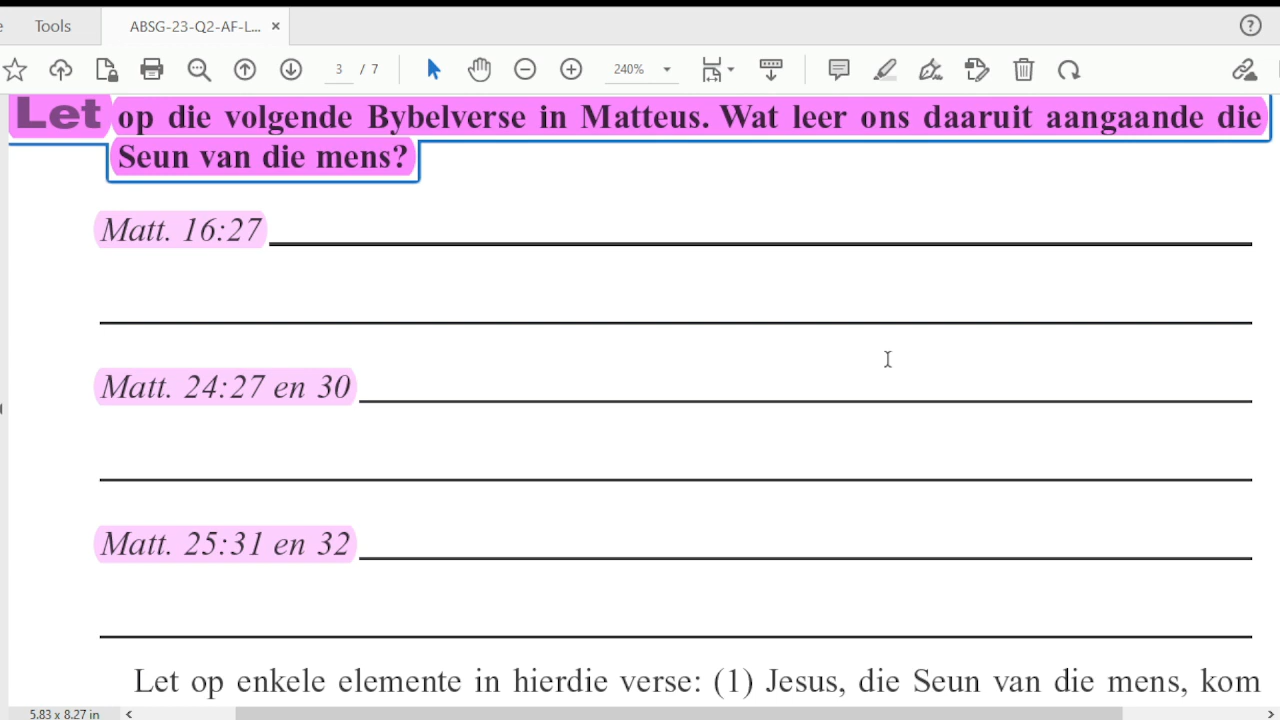 e Tools ABSG-23-Q2-AF-L... ×
3 / 7 240%
Let op die volgende Bybelverse in Matteus. Wat leer ons daaruit aangaande die
Seun van die mens?
Matt. 16:27
Matt. 24:27 en 30
Matt. 25:31 en 32
Let op enkele elemente in hierdie verse: (1) Jesus, die Seun van die mens, kom
5.83 x 8.27 in